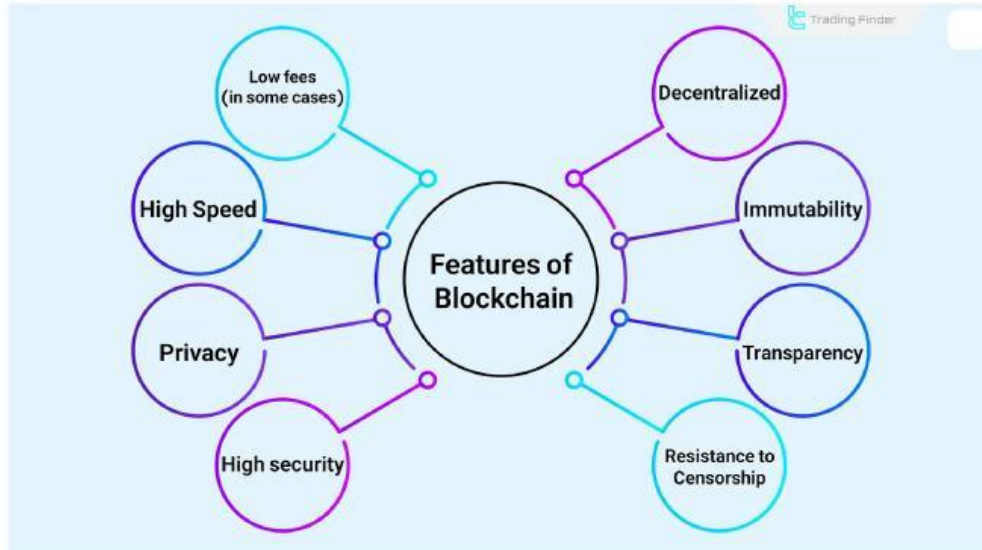 Trading Finder
Low fees
(in some cases)
Decentralized
High Speed
Immutability
Features of
Blockchain
Privacy
Transparency
High security
Resistance to
Censorship